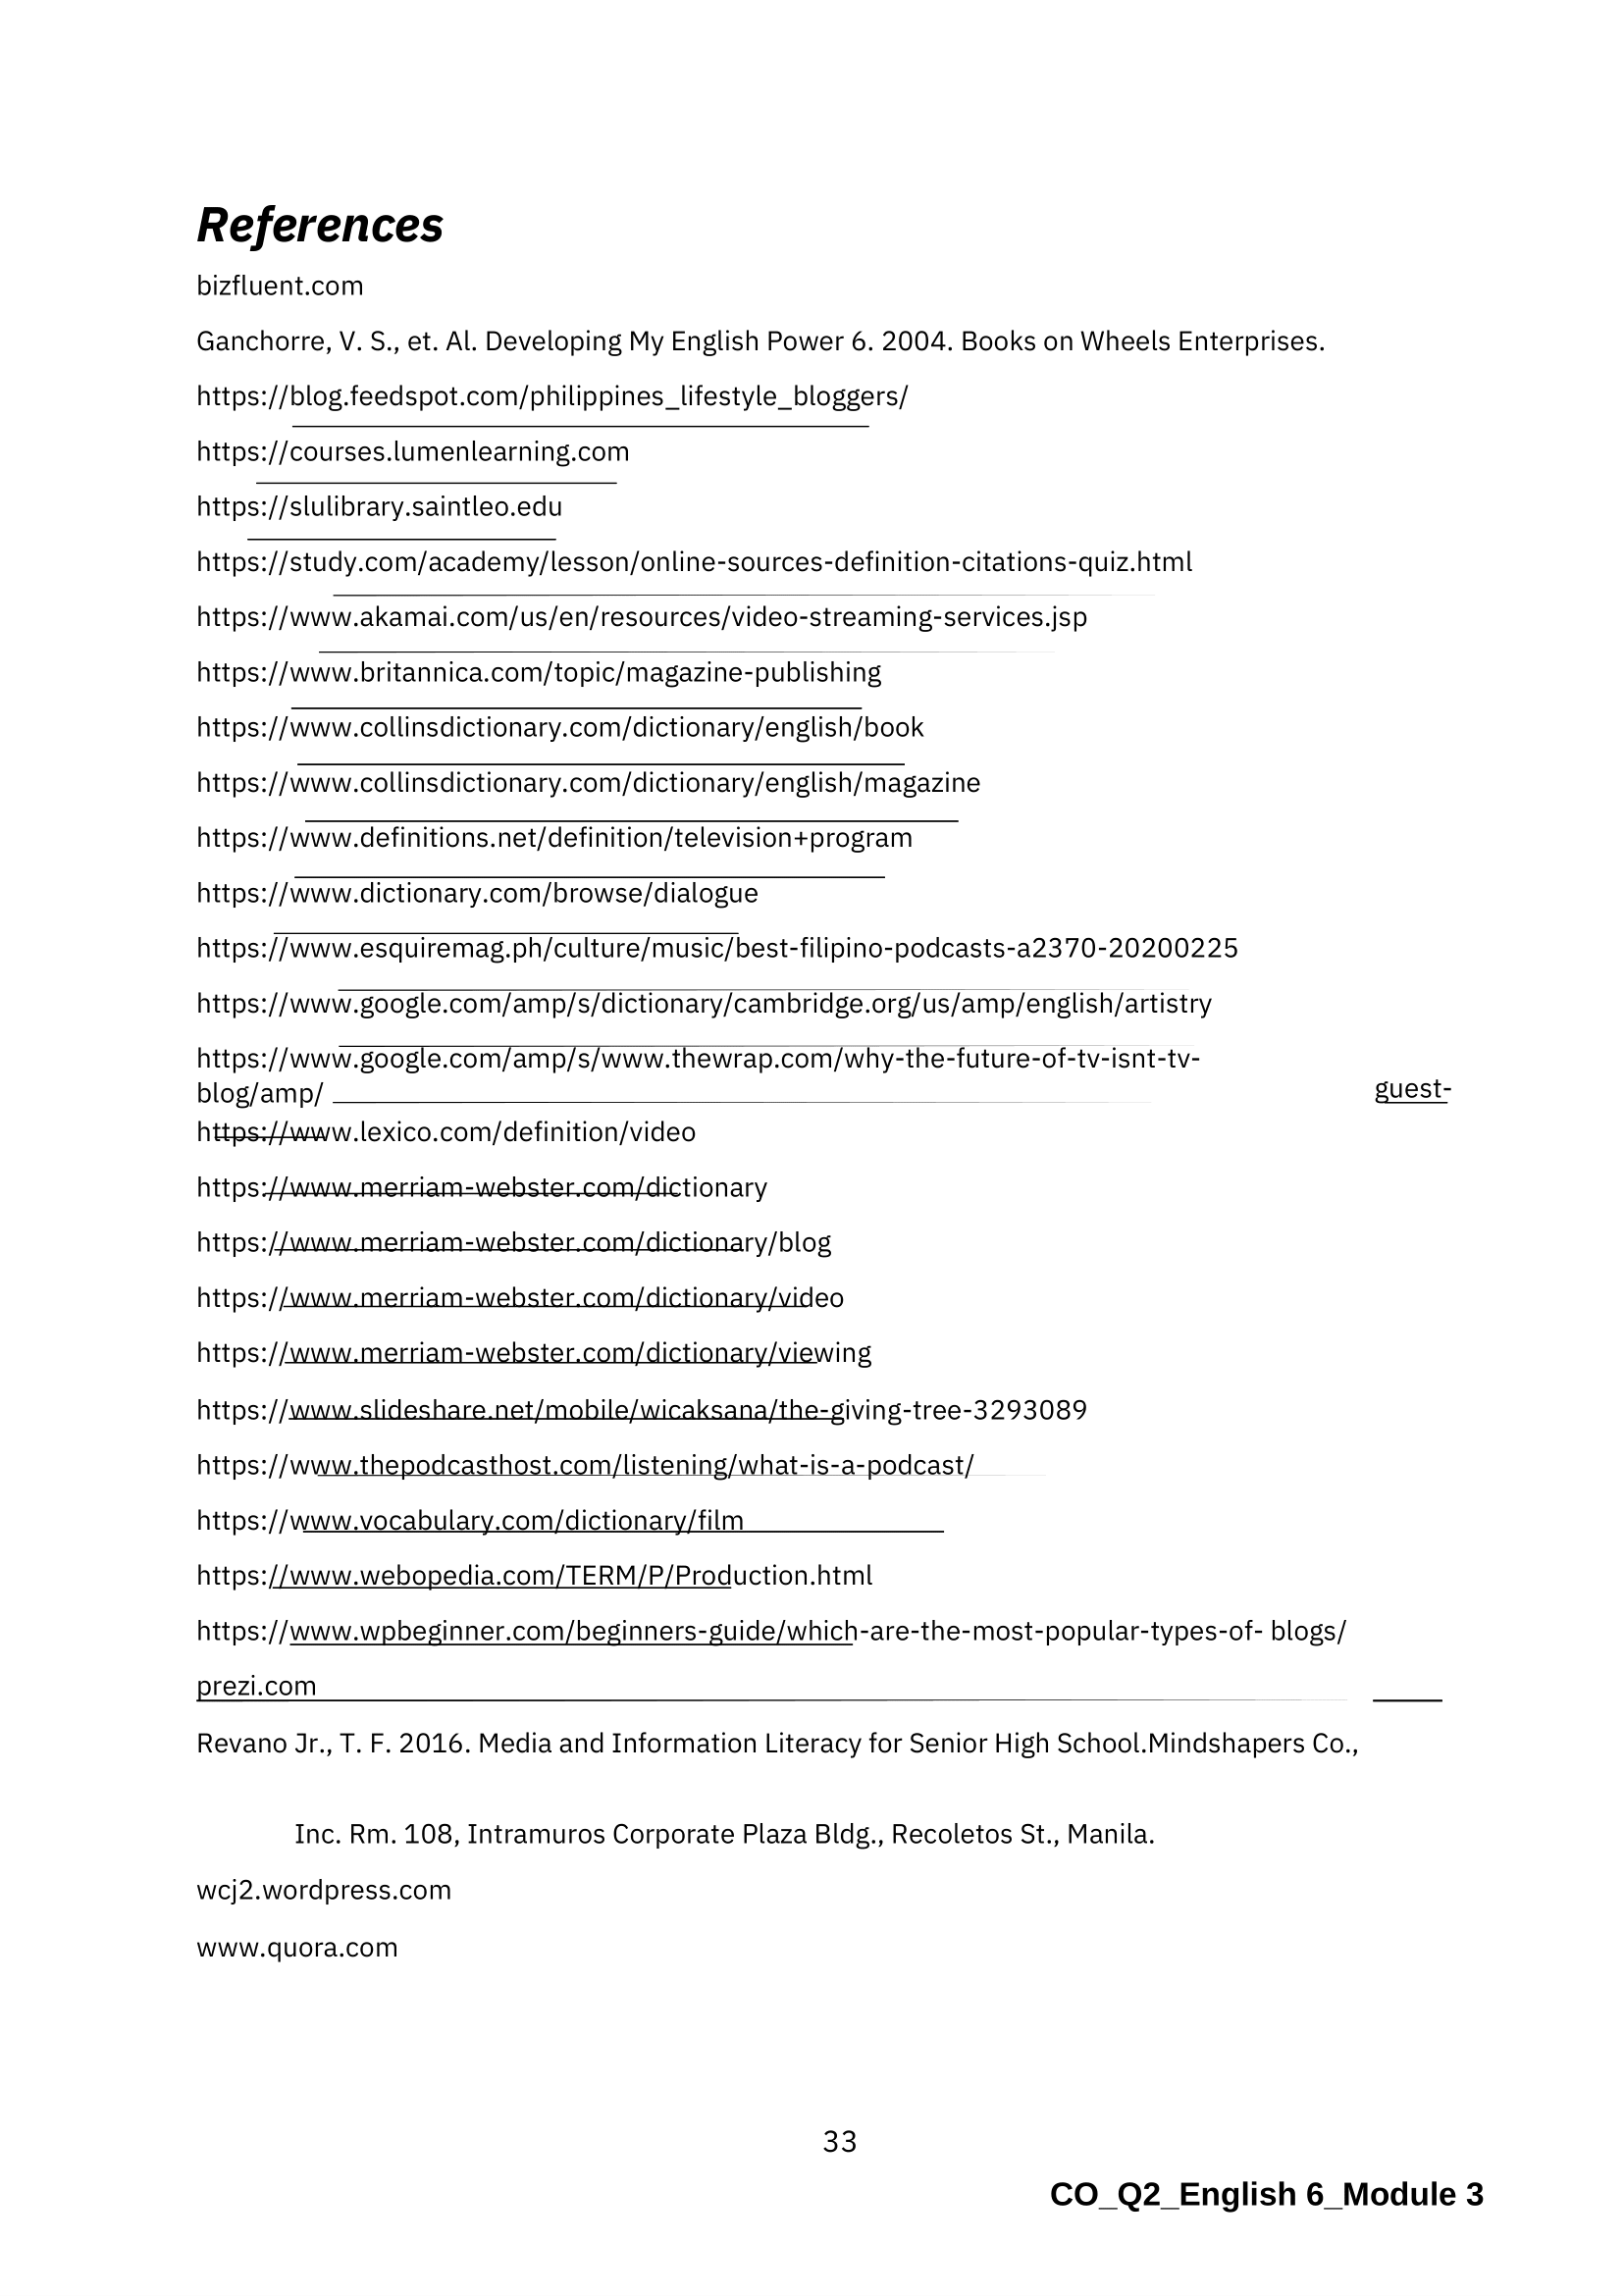 References
bizfluent.com
Ganchorre, V. S., et. Al. Developing My English Power 6. 2004. Books on Wheels Enterprises.
https://blog.feedspot.com/philippines_lifestyle_bloggers/
https://courses.lumenlearning.com
https://slulibrary.saintleo.edu
https://study.com/academy/lesson/online-sources-definition-citations-quiz.html
https://www.akamai.com/us/en/resources/video-streaming-services.jsp
https://www.britannica.com/topic/magazine-publishing
https://www.collinsdictionary.com/dictionary/english/book
https://www.collinsdictionary.com/dictionary/english/magazine
https://www.definitions.net/definition/television+program
https://www.dictionary.com/browse/dialogue
https://www.esquiremag.ph/culture/music/best-filipino-podcasts-a2370-20200225
https://www.google.com/amp/s/dictionary/cambridge.org/us/amp/english/artistry
https://www.google.com/amp/s/www.thewrap.com/why-the-future-of-tv-isnt-tv-
blog/amp/ guest-
https://www.lexico.com/definition/video
https://www.merriam-webster.com/dictionary
https://www.merriam-webster.com/dictionary/blog
https://www.merriam-webster.com/dictionary/video
https://www.merriam-webster.com/dictionary/viewing
https://www.slideshare.net/mobile/wicaksana/the-giving-tree-3293089
https://www.thepodcasthost.com/listening/what-is-a-podcast/
https://www.vocabulary.com/dictionary/film
https://www.webopedia.com/TERM/P/Production.html
https://www.wpbeginner.com/beginners-guide/which-are-the-most-popular-types-of- blogs/
prezi.com
Revano Jr., T. F. 2016. Media and Information Literacy for Senior High School.Mindshapers Co.,
Inc. Rm. 108, Intramuros Corporate Plaza Bldg., Recoletos St., Manila.
wcj2.wordpress.com
www.quora.com
33
CO_Q2_English 6_Module 3